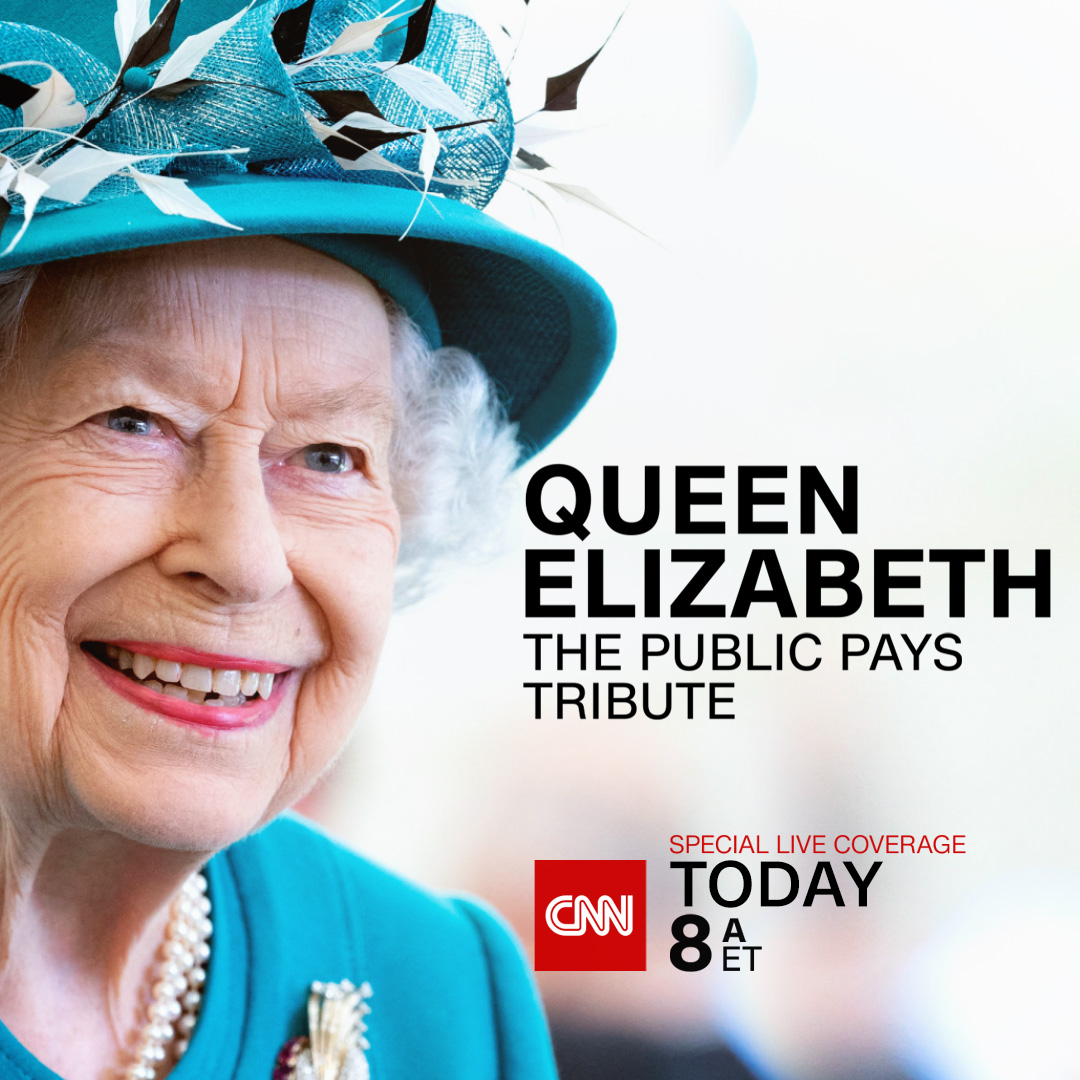 QUEEN
ELIZABETH
THE PUBLIC PAYS
TRIBUTE
SPECIAL LIVE COVERAGE
CNN
TODAY
8 A
ET